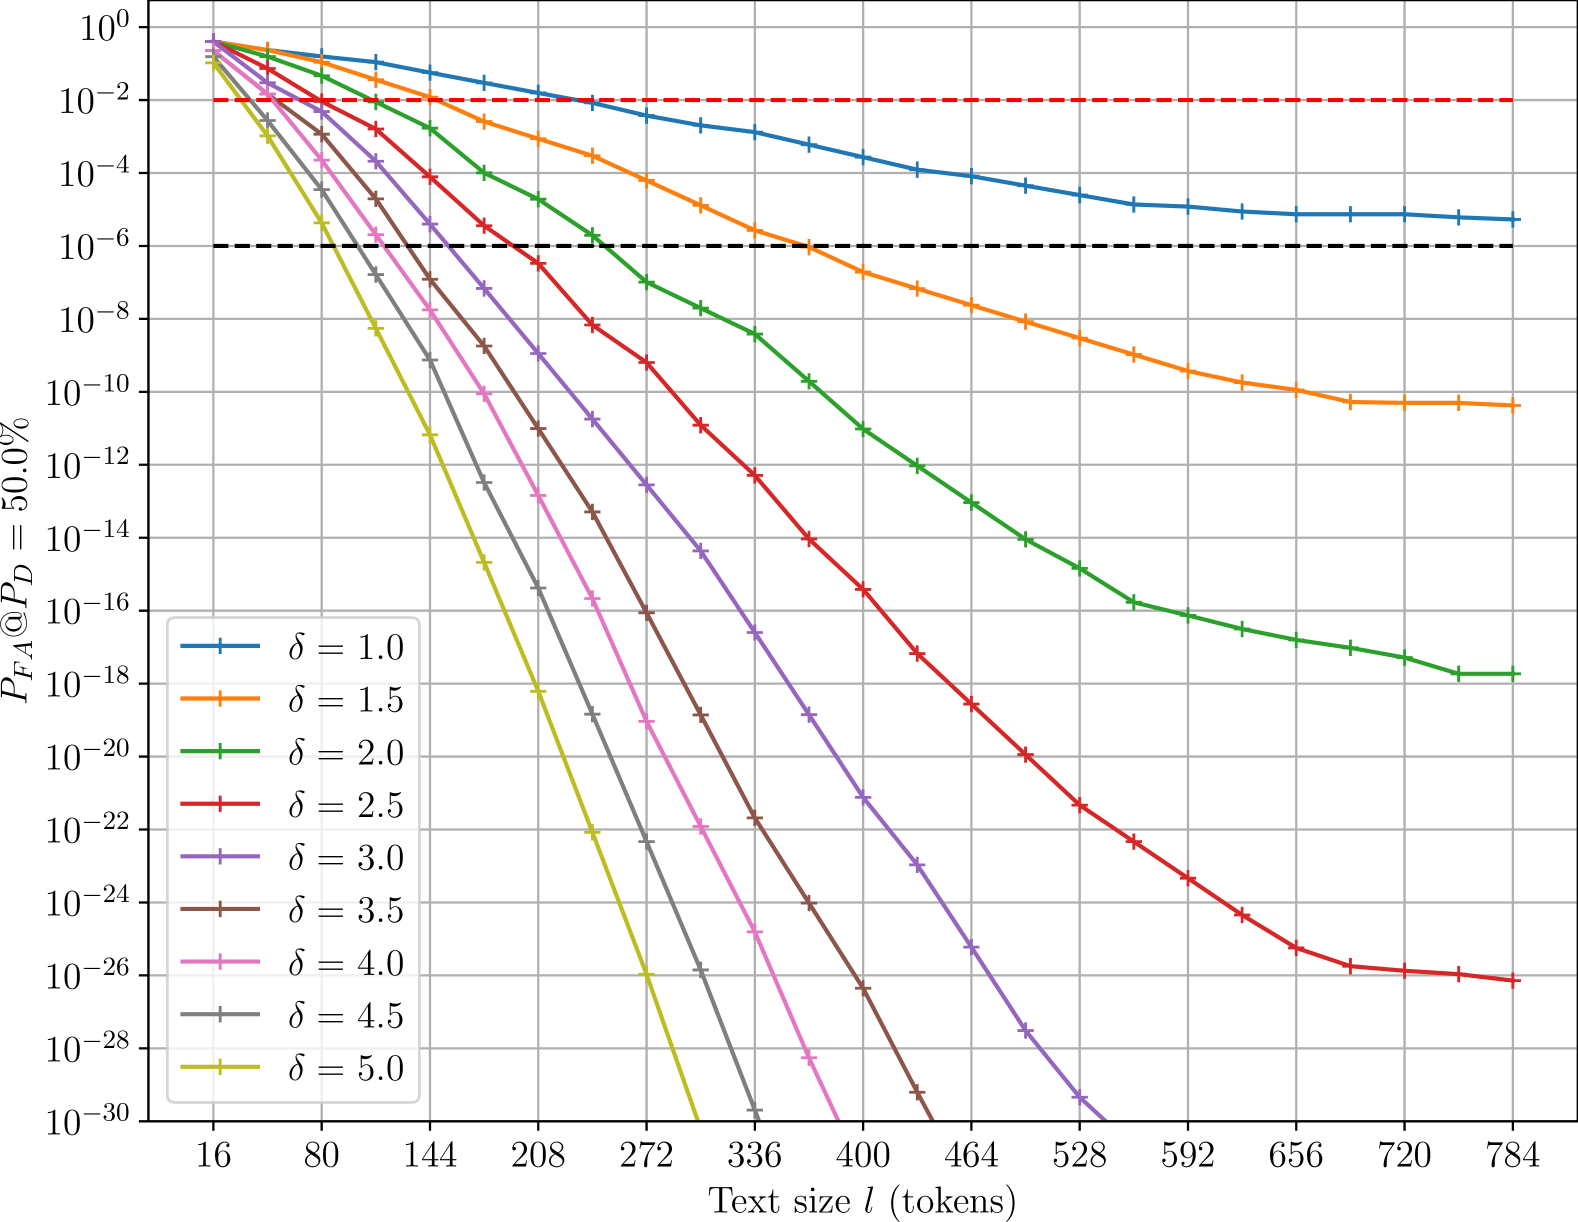 10^0
10^−2
10^−4
10^−6
10^−8
10^−10
10^−12
10^−14
10^−16
10^−18
10^−20
10^−22
10^−24
10^−26
10^−28
10^−30
P_{FA}@P_D = 50.0%
δ = 1.0
δ = 1.5
δ = 2.0
δ = 2.5
δ = 3.0
δ = 3.5
δ = 4.0
δ = 4.5
δ = 5.0
16 80 144 208 272 336 400 464 528 592 656 720 784
Text size l (tokens)